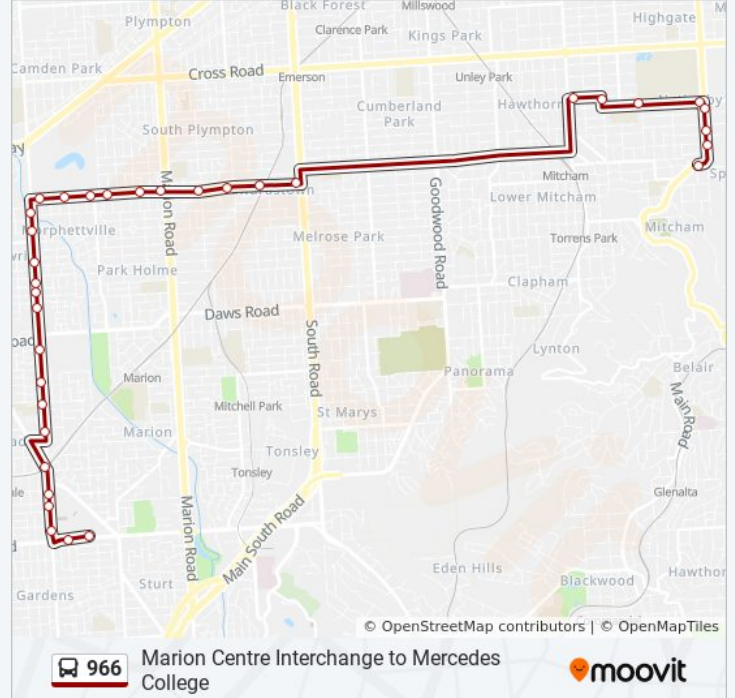 Black Forest
Millswood
Plympton
Highgate
Clarence Park
Kings Park
Camden Park
Cross Road
Emerson
Unley Park
Cumberland
Park
Hawthorn
South Plympton
Mitcham
Lower Mitcham
Marion Road
Goodwood Road
Mitcham
Morphettville
Melrose Park
Torrens Park
Park Holme
Clapham
Daws Road
South Road
Lynton
Marion
Panorama
Belair
Mitchell Park
St Marys
Main Road
Marion
Tonsley
Tonsley
Glenalta
Marion Road
Main South Road
Eden Hills
Sturt
Blackwood
Hawthor
Gardens
© OpenStreetMap contributors | © OpenMapTiles
966
Marion Centre Interchange to Mercedes
College
moovit